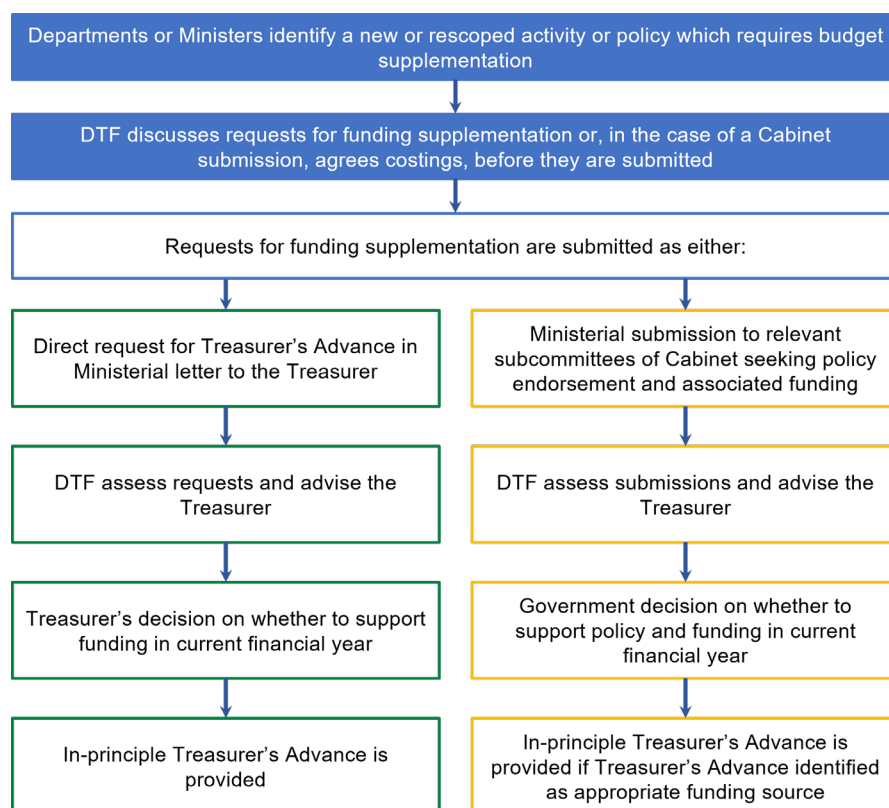 Departments or Ministers identify a new or rescoped activity or policy which requires budget
supplementation
DTF discusses requests for funding supplementation or, in the case of a Cabinet
submission, agrees costings, before they are submitted
Requests for funding supplementation are submitted as either:
Direct request for Treasurer’s Advance in
Ministerial letter to the Treasurer
Ministerial submission to relevant
subcommittees of Cabinet seeking policy
endorsement and associated funding
DTF assess requests and advise the
Treasurer
DTF assess submissions and advise the
Treasurer
Treasurer’s decision on whether to support
funding in current financial year
Government decision on whether to
support policy and funding in current
financial year
In-principle Treasurer’s Advance is
provided
In-principle Treasurer’s Advance is
provided if Treasurer’s Advance identified
as appropriate funding source